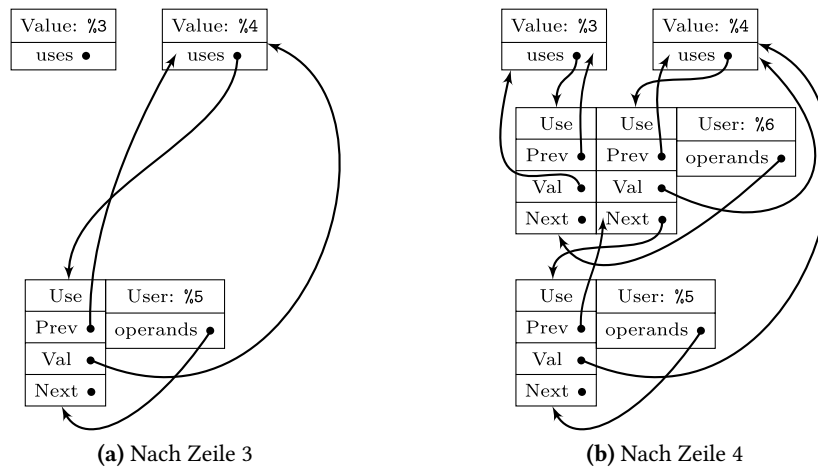 Value: %3
uses
Value: %4
uses
Use
Prev
Val
Next
User: %5
operands
(a) Nach Zeile 3
Value: %3
uses
Value: %4
uses
Use
Prev
Val
Next
Use
Prev
Val
Next
User: %6
operands
Use
Prev
Val
Next
User: %5
operands
(b) Nach Zeile 4